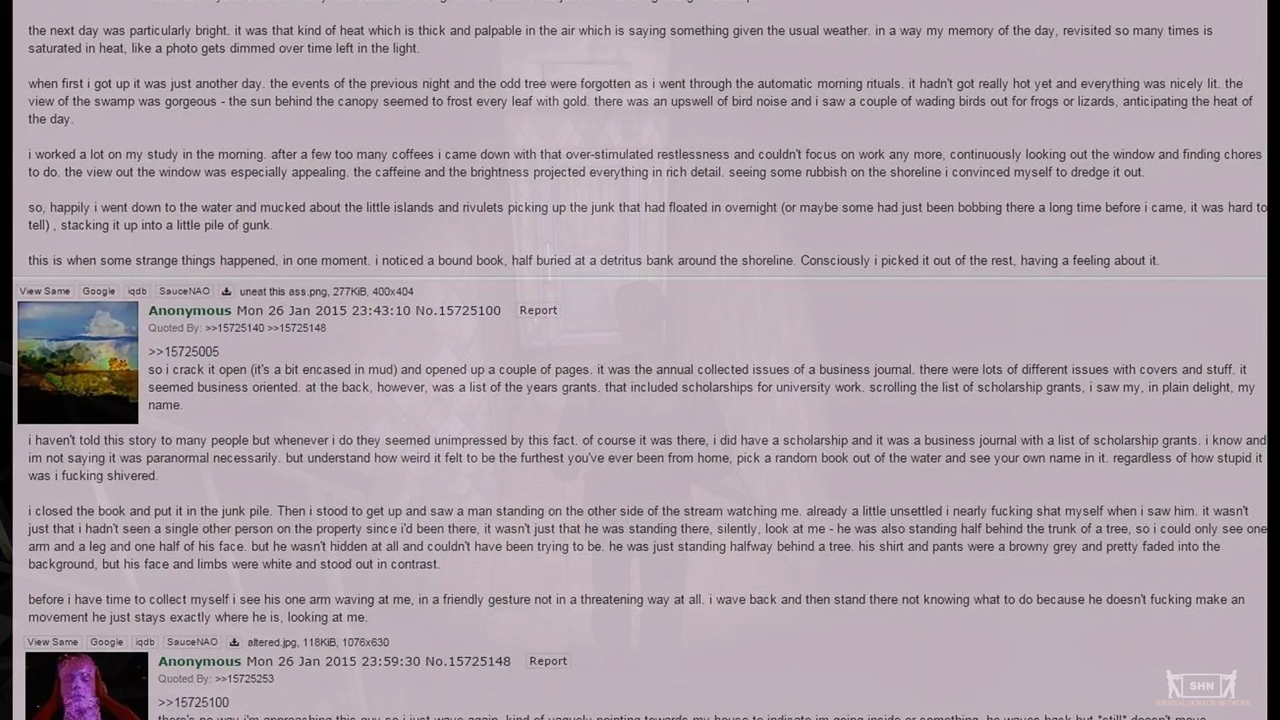 the next day was particularly bright. it was that kind of heat which is thick and palpable in the air which is saying something given the usual weather. in a way my memory of the day, revisited so many times is
saturated in heat, like a photo gets dimmed over time left in the light.
when first i got up it was just another day. the events of the previous night and the odd tree were forgotten as i went through the automatic morning rituals. it hadn't got really hot yet and everything was nicely lit. the
view of the swamp was gorgeous - the sun behind the canopy seemed to frost every leaf with gold. there was an upswell of bird noise and i saw a couple of wading birds out for frogs or lizards, anticipating the heat of
the day.
i worked a lot on my study in the morning. after a few too many coffees i came down with that over-stimulated restlessness and couldn't focus on work any more, continuously looking out the window and finding chores
to do. the view out the window was especially appealing. the caffeine and the brightness projected everything in rich detail. seeing some rubbish on the shoreline i convinced myself to dredge it out.
so, happily i went down to the water and mucked about the little islands and rivulets picking up the junk that had floated in overnight (or maybe some had just been bobbing there a long time before i came, it was hard to
tell) , stacking it up into a little pile of gunk.
this is when some strange things happened, in one moment. i noticed a bound book, half buried at a detritus bank around the shoreline. Consciously i picked it out of the rest, having a feeling about it.
View Same Google iqdb SauceNAO uneat this ass.png, 277KiB, 400x404
Anonymous Mon 26 Jan 2015 23:43:10 No.15725100 Report
Quoted By: >>15725140 >>15725148
>>15725005
so i crack it open (it's a bit encased in mud) and opened up a couple of pages. it was the annual collected issues of a business journal. there were lots of different issues with covers and stuff. it
seemed business oriented. at the back, however, was a list of the years grants. that included scholarships for university work. scrolling the list of scholarship grants, i saw my, in plain delight, my
name.
i haven't told this story to many people but whenever i do they seemed unimpressed by this fact. of course it was there, i did have a scholarship and it was a business journal with a list of scholarship grants. i know and
im not saying it was paranormal necessarily. but understand how weird it felt to be the furthest you've ever been from home, pick a random book out of the water and see your own name in it. regardless of how stupid it
was i fucking shivered.
i closed the book and put it in the junk pile. Then i stood to get up and saw a man standing on the other side of the stream watching me. already a little unsettled i nearly fucking shat myself when i saw him. it wasn't
just that i hadn't seen a single other person on the property since i'd been there, it wasn't just that he was standing there, silently, look at me - he was also standing half behind the trunk of a tree, so i could only see one
arm and a leg and one half of his face. but he wasn't hidden at all and couldn't have been trying to be. he was just standing halfway behind a tree. his shirt and pants were a browny grey and pretty faded into the
background, but his face and limbs were white and stood out in contrast.
before i have time to collect myself i see his one arm waving at me, in a friendly gesture not in a threatening way at all. i wave back and then stand there not knowing what to do because he doesn't fucking make an
movement he just stays exactly where he is, looking at me.
View Same Google iqdb SauceNAO altered.jpg, 118KiB, 1076x630
Anonymous Mon 26 Jan 2015 23:59:30 No.15725148 Report
Quoted By: >>15725253
>>15725100
there's no way i'm approaching this guy so i just wave again, kind of vaguely pointing towards my house to indicate im going inside or something. he waves back but *still* doesn't move
SHN
SURVIVAL HORROR NETWORK